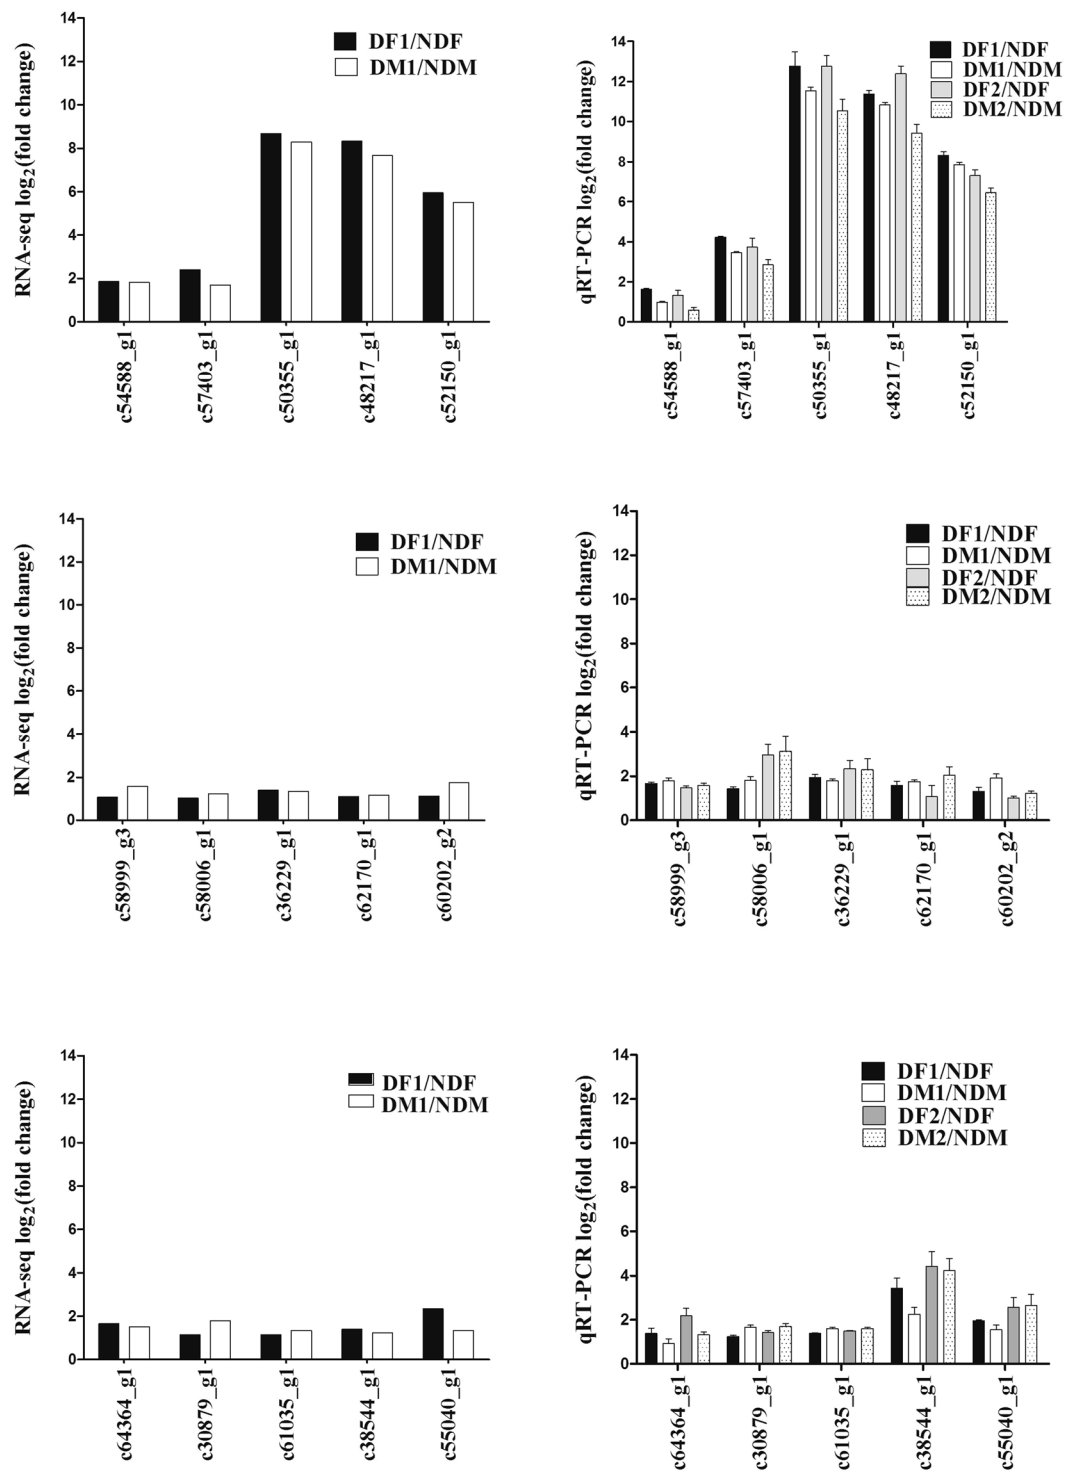 RNA-seq log2(fold change)
14
12
10
8
6
4
2
0
DF1/NDF
DM1/NDM
c54588_g1
c57403_g1
c50355_g1
c48217_g1
c52150_g1
qRT-PCR log2(fold change)
14
12
10
8
6
4
2
0
DF1/NDF
DM1/NDM
DF2/NDF
DM2/NDM
c54588_g1
c57403_g1
c50355_g1
c48217_g1
c52150_g1
RNA-seq log2(fold change)
14
12
10
8
6
4
2
0
DF1/NDF
DM1/NDM
c58999_g3
c58006_g1
c36229_g1
c62170_g1
c60202_g2
qRT-PCR log2(fold change)
14
12
10
8
6
4
2
0
DF1/NDF
DM1/NDM
DF2/NDF
DM2/NDM
c58999_g3
c58006_g1
c36229_g1
c62170_g1
c60202_g2
RNA-seq log2(fold change)
14
12
10
8
6
4
2
0
DF1/NDF
DM1/NDM
c64364_g1
c30879_g1
c61035_g1
c38544_g1
c55040_g1
qRT-PCR log2(fold change)
14
12
10
8
6
4
2
0
DF1/NDF
DM1/NDM
DF2/NDF
DM2/NDM
c64364_g1
c30879_g1
c61035_g1
c38544_g1
c55040_g1